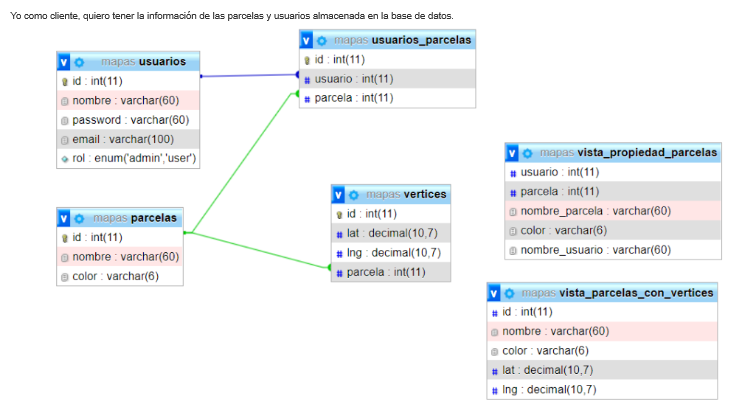 Yo como cliente, quiero tener la información de las parcelas y usuarios almacenada en la base de datos.
v mapas usuarios_parcelas
id : int(11)
# usuario : int(11)
# parcela : int(11)
v mapas usuarios
id : int(11)
nombre : varchar(60)
password : varchar(60)
email : varchar(100)
rol : enum('admin','user')
v mapas vista_propiedad_parcelas
# usuario : int(11)
# parcela : int(11)
nombre_parcela : varchar(60)
color : varchar(6)
nombre_usuario : varchar(60)
v mapas vertices
id : int(11)
# lat : decimal(10,7)
# lng : decimal(10,7)
# parcela : int(11)
v mapas parcelas
id : int(11)
nombre : varchar(60)
color : varchar(6)
v mapas vista_parcelas_con_vertices
# id : int(11)
nombre : varchar(60)
color : varchar(6)
# lat : decimal(10,7)
# lng : decimal(10,7)